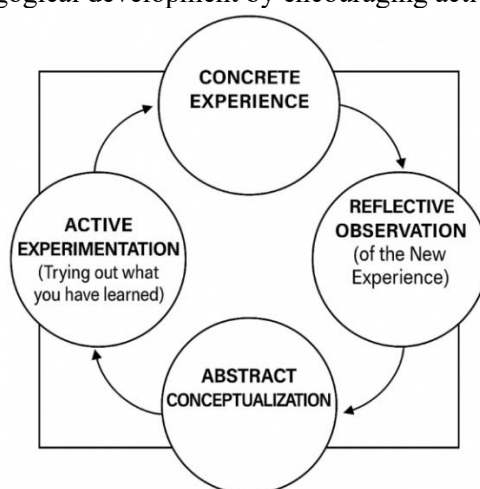 CONCRETE
EXPERIENCE
REFLECTIVE
OBSERVATION
(of the New
Experience)
ABSTRACT
CONCEPTUALIZATION
ACTIVE
EXPERIMENTATION
(Trying out what
you have learned)